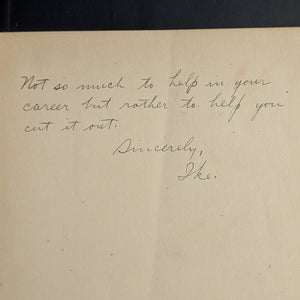 Not so much to help in your
career but rather to help you
cut it out.
Sincerely,
Ike.